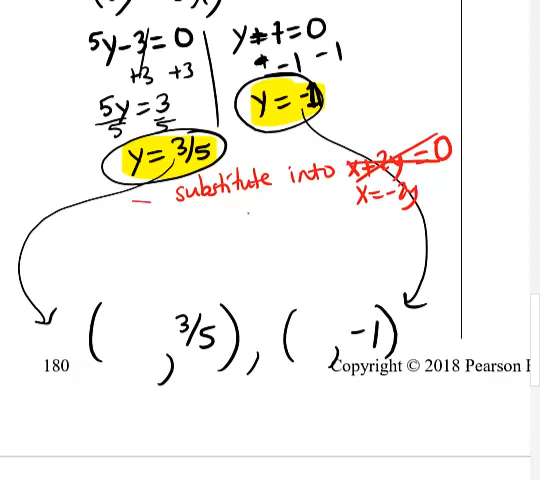 5y-3=0 | y+1=0
+3 +3 -1 -1
5y = 3 y = -1
5 5
y = 3/5
- substitute into x+2y=0
x=-2y
( , 3/5), ( , -1)
180 Copyright © 2018 Pearson